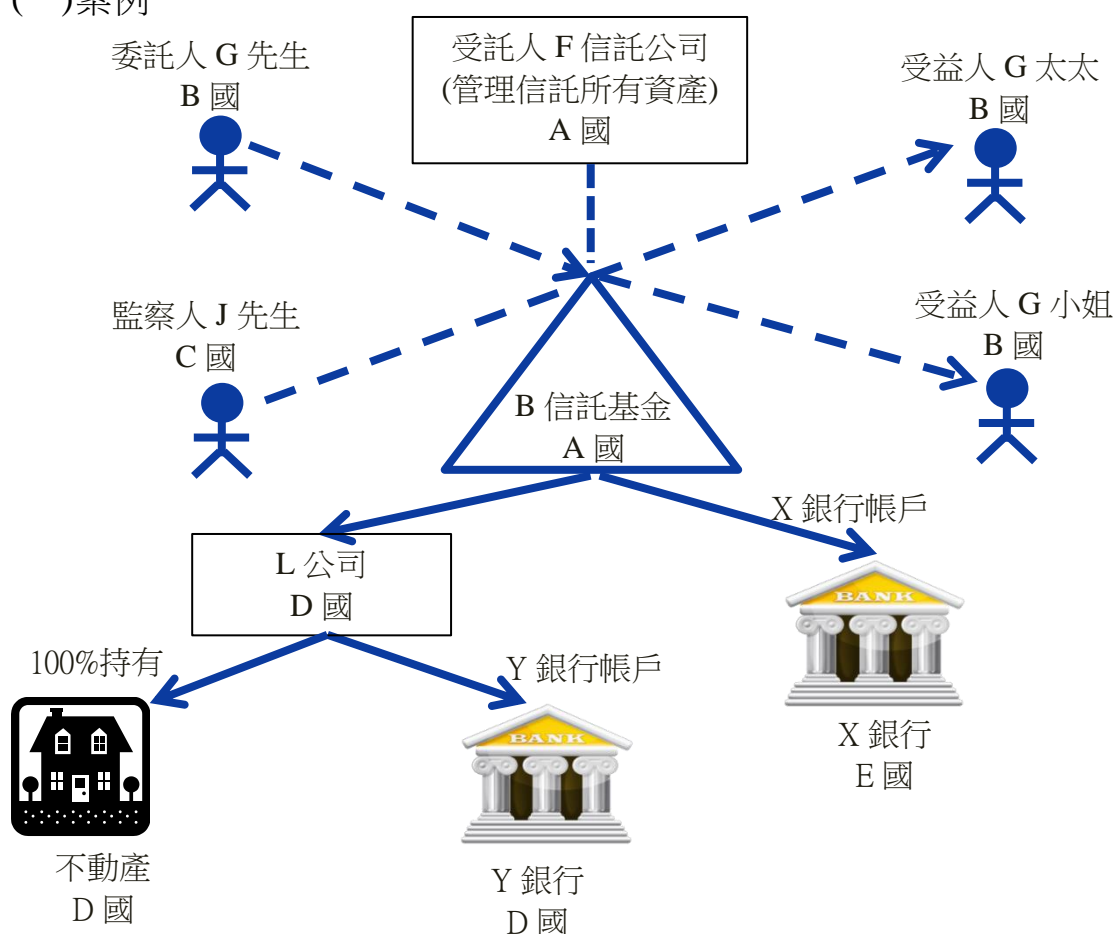 ( )案例
委託人 G 先生
B 國
受託人 F 信託公司
(管理信託所有資產)
A 國
受益人 G 太太
B 國
監察人 J 先生
C 國
受益人 G 小姐
B 國
B 信託基金
A 國
X 銀行帳戶
L 公司
D 國
BANK
100%持有
Y 銀行帳戶
BANK
X 銀行
E 國
不動產
D 國
Y 銀行
D 國